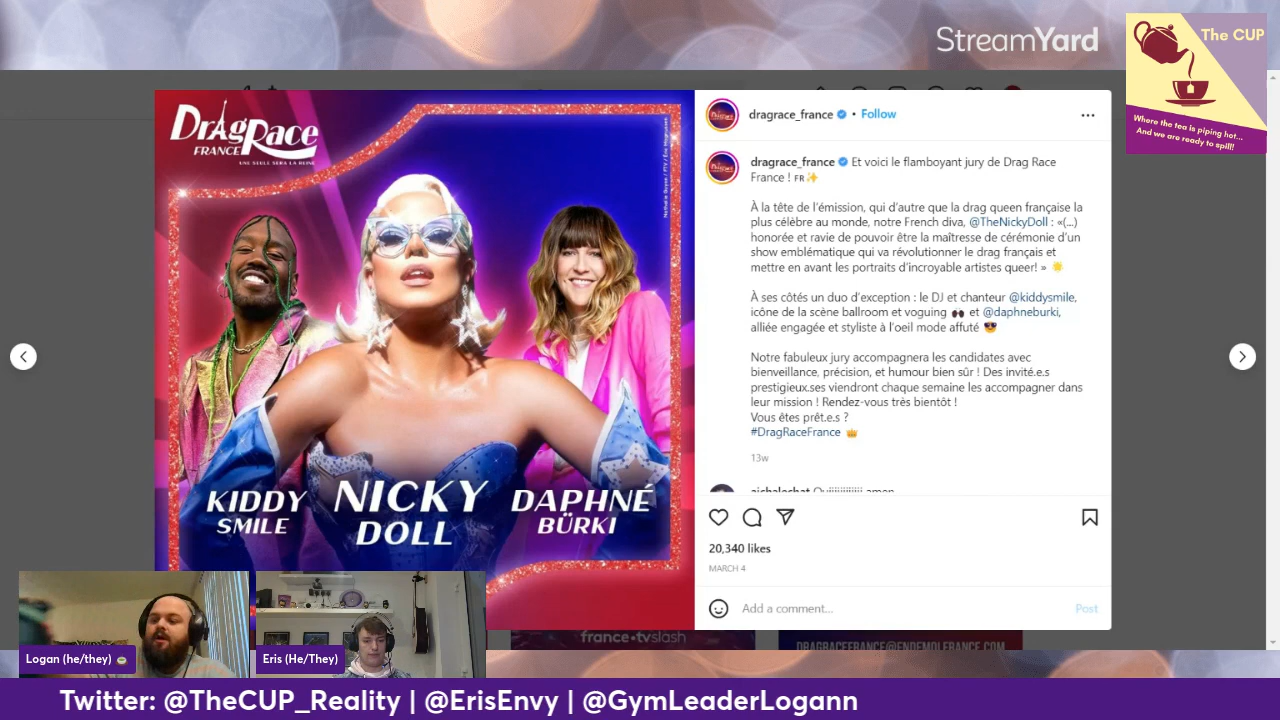 StreamYard
The CUP
Where the tea is piping hot...
And we are ready to spill!
DrAgRace
FRANCE
UNE SEULE SERA LA REINE
KIDDY
SMILE
NICKY
DOLL
DAPHNÉ
BÜRKI
dragrace_france • Follow
dragrace_france Et voici le flamboyant jury de Drag Race
France ! FR✨
À la tête de l’émission, qui d’autre que la drag queen française la
plus célèbre au monde, notre French diva, @TheNickyDoll : «(...)
honorée et ravie de pouvoir être la maîtresse de cérémonie d’un
show emblématique qui va révolutionner le drag français et
mettre en avant les portraits d’incroyable artistes queer! » 🌟
À ses côtés un duo d’exception : le DJ et chanteur @kiddysmile,
icône de la scène ballroom et voguing 🙌🏿 et @daphneburki,
alliée engagée et styliste à l’oeil mode affuté 😎
Notre fabuleux jury accompagnera les candidates avec
bienveillance, précision, et humour bien sûr ! Des invité.e.s
prestigieux.ses viendront chaque semaine les accompagner dans
leur mission ! Rendez-vous très bientôt !
Vous êtes prêt.e.s ?
#DragRaceFrance 👑
13w
20,340 likes
MARCH 4
Add a comment...
Post
france•tvslash
DRAGRACEFRANCE@ENDEMOLFRANCE.COM
Logan (he/they)
Eris (He/They)
Twitter: @TheCUP_Reality | @ErisEnvy | @GymLeaderLogann